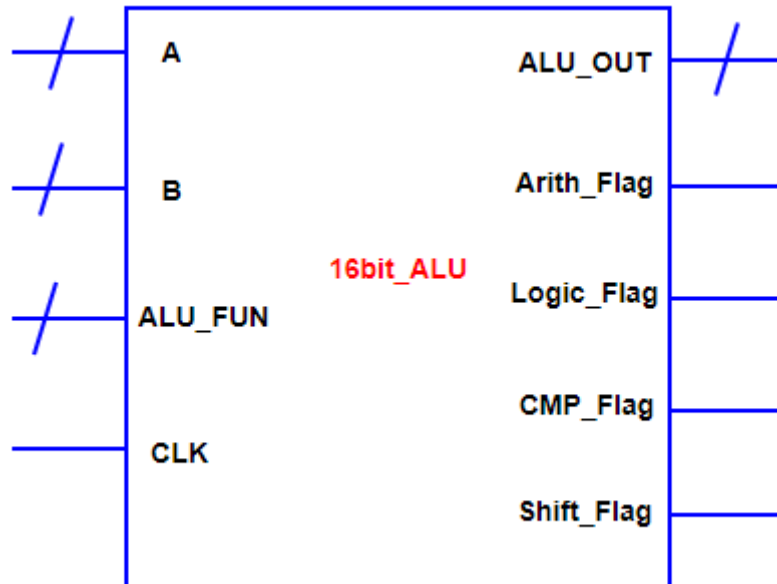 A
ALU_OUT
B
Arith_Flag
16bit_ALU
Logic_Flag
ALU_FUN
CMP_Flag
CLK
Shift_Flag